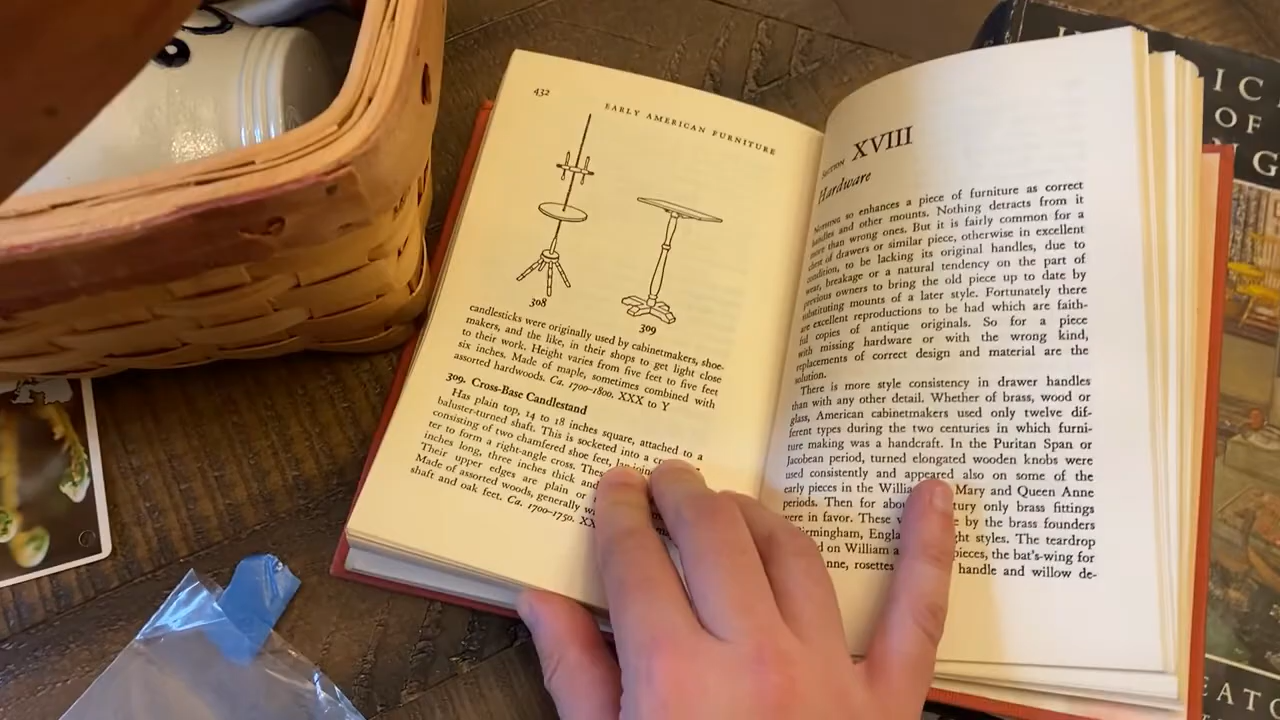 432
EARLY AMERICAN FURNITURE
308
309
candlesticks were originally used by cabinetmakers, shoe-
makers, and the like, in their shops to get light close
to their work. Height varies from five feet to five feet
six inches. Made of maple, sometimes combined with
assorted hardwoods. Ca. 1700-1800. XXX to Y
309. Cross-Base Candlestand
Has plain top, 14 to 18 inches square, attached to a
baluster-turned shaft. This is socketed into a
consisting of two chamfered shoe feet,
ter to form a right-angle cross.
inches long, three inches thick and
Their upper edges are plain or
Made of assorted woods, generally
shaft and oak feet. Ca. 1700-1750.
SECTION XVIII
Hardware
NOTHING so enhances a piece of furniture as correct
handles and other mounts. Nothing detracts from it
more than wrong ones. But it is fairly common for a
chest of drawers or similar piece, otherwise in excellent
condition, to be lacking its original handles, due to
wear, breakage or a natural tendency on the part of
previous owners to bring the old piece up to date by
substituting mounts of a later style. Fortunately there
are excellent reproductions to be had which are faith-
ful copies of antique originals. So for a piece
with missing hardware or with the wrong kind,
replacements of correct design and material are the
solution.
There is more style consistency in drawer handles
than with any other detail. Whether of brass, wood or
glass, American cabinetmakers used only twelve dif-
ferent types during the two centuries in which furni-
ture making was a handcraft. In the Puritan Span or
Jacobean period, turned elongated wooden knobs were
used consistently and appeared also on some of the
early pieces in the Mary and Queen Anne
periods. Then for only brass fittings
were in favor. These by the brass founders
Birmingham, styles. The teardrop
on William pieces, the bat's-wing for
rosettes handle and willow de-
OF